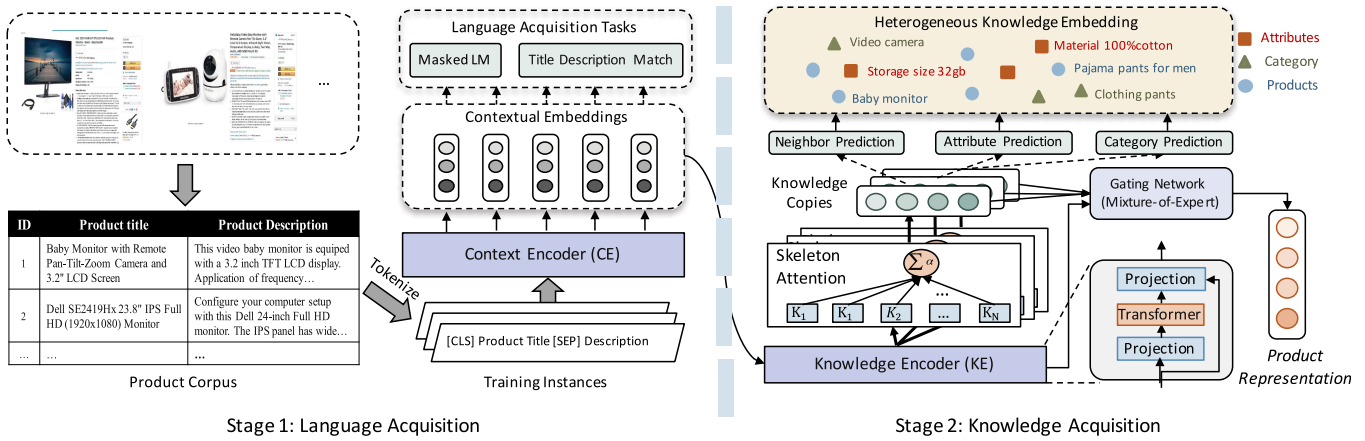 ...
ID
Product title
Product Description
1
Baby Monitor with Remote
Pan-Tilt-Zoom Camera and
3.2" LCD Screen
This video baby monitor is equiped
with a 3.2 inch TFT LCD display.
Application of frequency…
2
Dell SE2419Hx 23.8" IPS Full
HD (1920x1080) Monitor
Configure your computer setup
with this Dell 24-inch Full HD
monitor. The IPS panel has wide…
...
...
...
Product Corpus
Tokenize
Language Acquisition Tasks
Masked LM
Title Description Match
Contextual Embeddings
Context Encoder (CE)
[CLS] Product Title [SEP] Description
Training Instances
Stage 1: Language Acquisition
Heterogeneous Knowledge Embedding
Video camera
Material 100%cotton
Storage size 32gb
Pajama pants for men
Baby monitor
Clothing pants
Attributes
Category
Products
Neighbor Prediction
Attribute Prediction
Category Prediction
Knowledge
Copies
Gating Network
(Mixture-of-Expert)
Skeleton
Attention
∑ α
K1
K1
K2
...
KN
Knowledge Encoder (KE)
Projection
Transformer
Projection
Product
Representation
Stage 2: Knowledge Acquisition